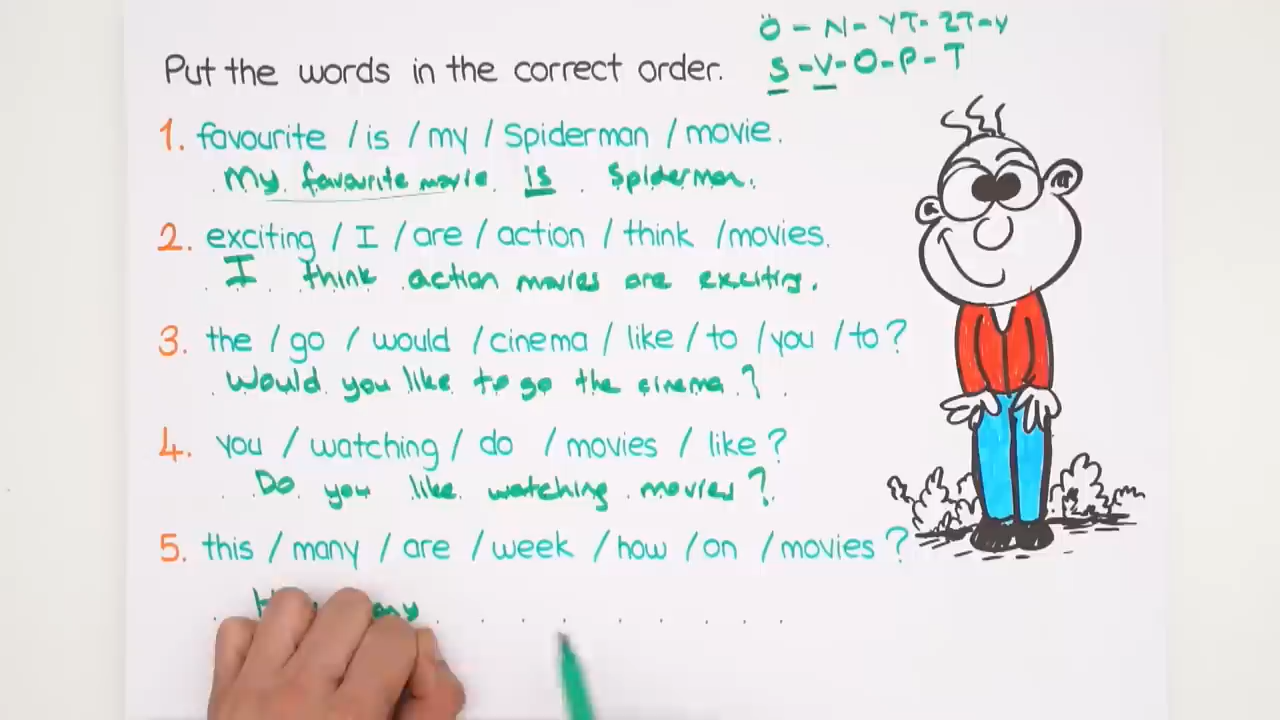 Ö - N - YT - ZT - Y
Put the words in the correct order.
S - V - O - P - T
1. favourite / is / my / Spiderman / movie.
My favourite movie is Spiderman.
2. exciting / I / are / action / think / movies.
I think action movies are exciting.
3. the / go / would / cinema / like / to / you / to?
Would you like to go the cinema?
4. you / watching / do / movies / like?
Do you like watching movies?
5. this / many / are / week / how / on / movies?